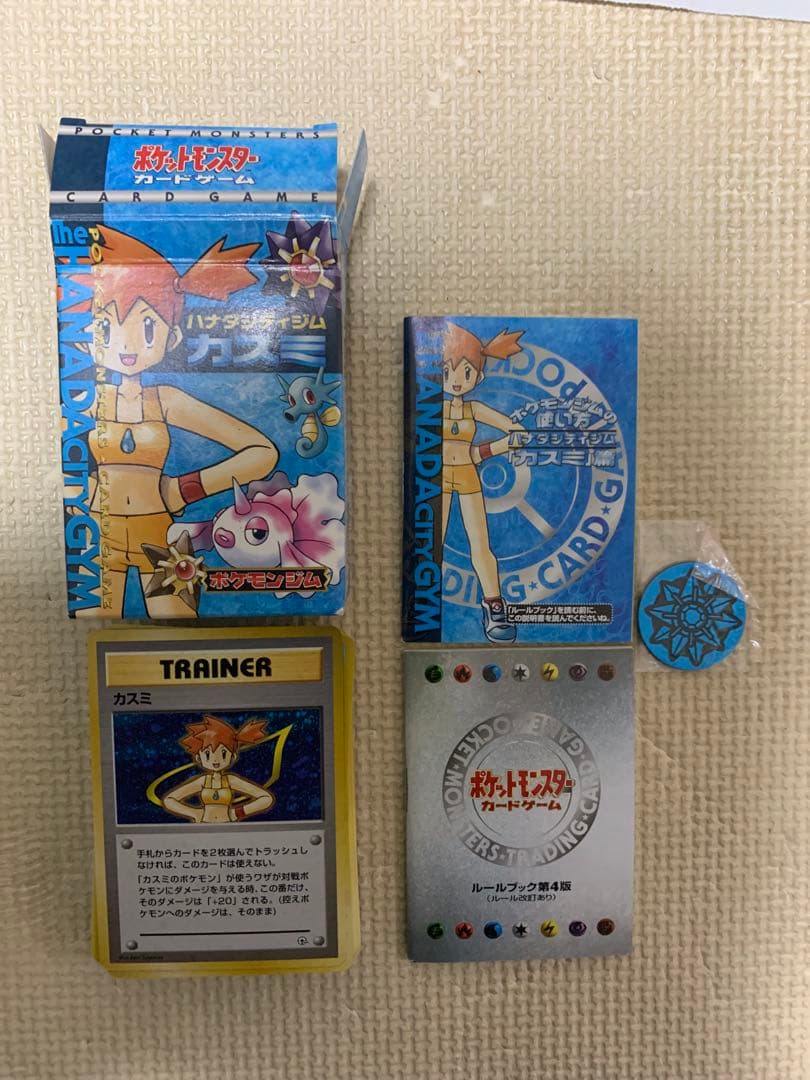 POCKET MONSTERS
ポケットモンスター
カードゲーム
CARD GAME
The
HANADACITYGYM
POCKET MONSTERS CARD GAME
ハナダシティジム
カスミ
ポケモンジム
ANADACITYGYM
POCK
DING★CARD★GA
ポケモンジムの
使い方
ハナダシティジム
「カスミ」篇
「ルールブック」を読む前に、
この説明書を読んでくださいね。
TRAINER
カスミ
手札からカードを2枚選んでトラッシュし
なければ、このカードは使えない。
「カスミのポケモン」が使うワザが対戦
ポケモンにダメージを与える時、この番だけ、
そのダメージは「+20」される。(控えポ
ケモンへのダメージは、そのまま)
POCKET★MONSTERS★TRADING★CARD★GAME
ポケットモンスター
カードゲーム
ルールブック第4版
(ルール改訂あり)